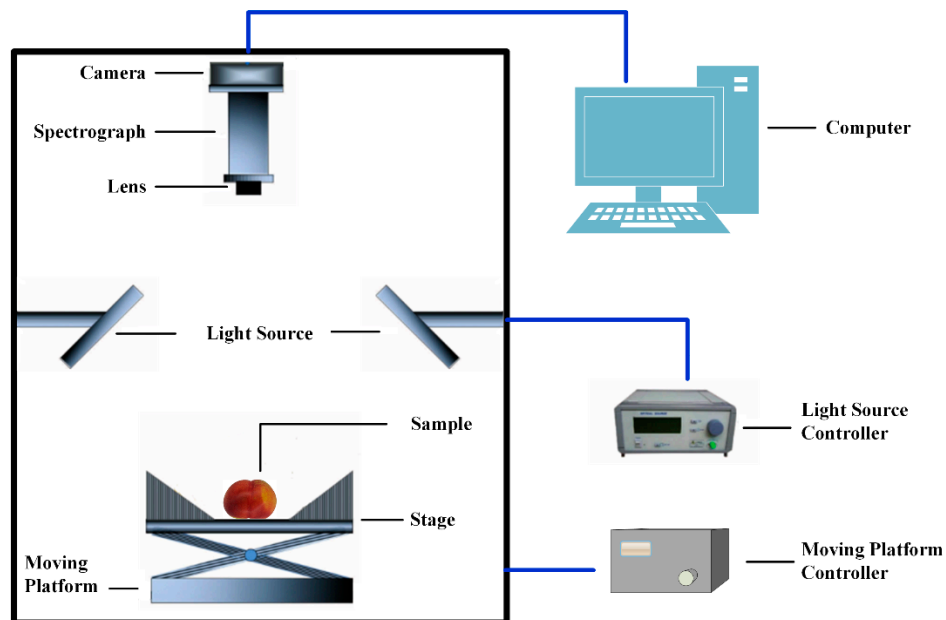 Camera
Spectrograph
Lens
Computer
Light Source
Light Source
Controller
Sample
Stage
Moving
Platform
Moving Platform
Controller